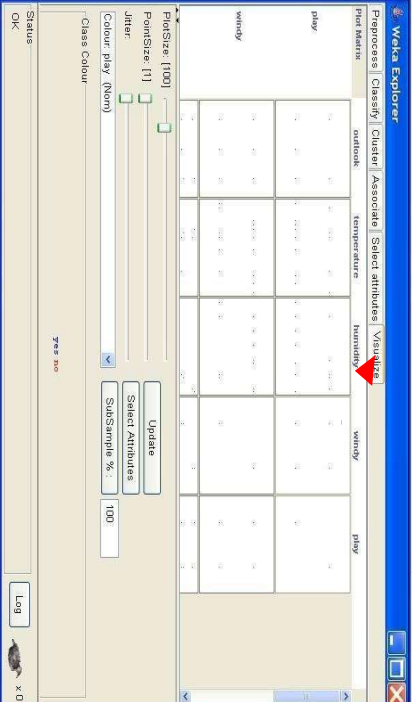 Weka Explorer
Preprocess Classify Cluster Associate Select attributes Visualize
Plot Matrix outlook temperature humidity windy play
play
windy
PlotSize: [100]
PointSize: [1]
Jitter:
Colour: play (Nom)
Update
Select Attributes
SubSample % : 100
Class Colour
yes no
Status
OK
Log
x 0